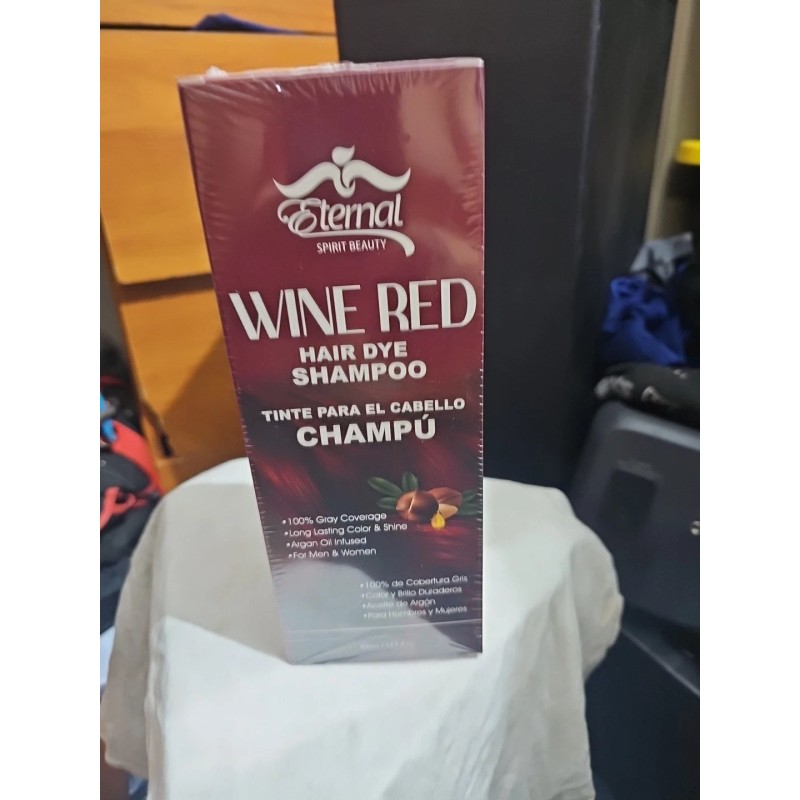 Eternal
SPIRIT BEAUTY
WINE RED
HAIR DYE
SHAMPOO
TINTE PARA EL CABELLO
CHAMPÚ
•100% Gray Coverage
•Long Lasting Color & Shine
•Argan Oil Infused
•For Men & Women
•100% de Cobertura Gris
•Color y Brillo Duraderos
•Aceite de Argán
•Para Hombres y Mujeres